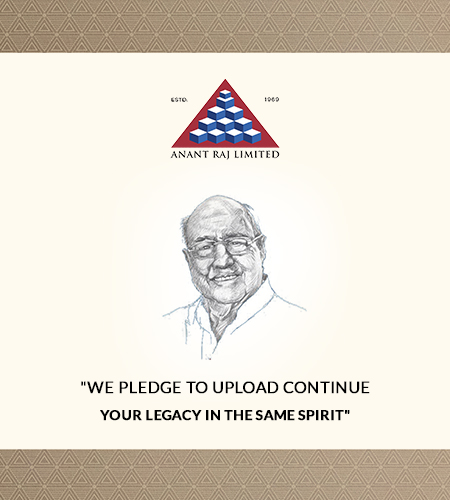 ESTD. 1969
ANANT RAJ LIMITED
"WE PLEDGE TO UPLOAD CONTINUE
YOUR LEGACY IN THE SAME SPIRIT"